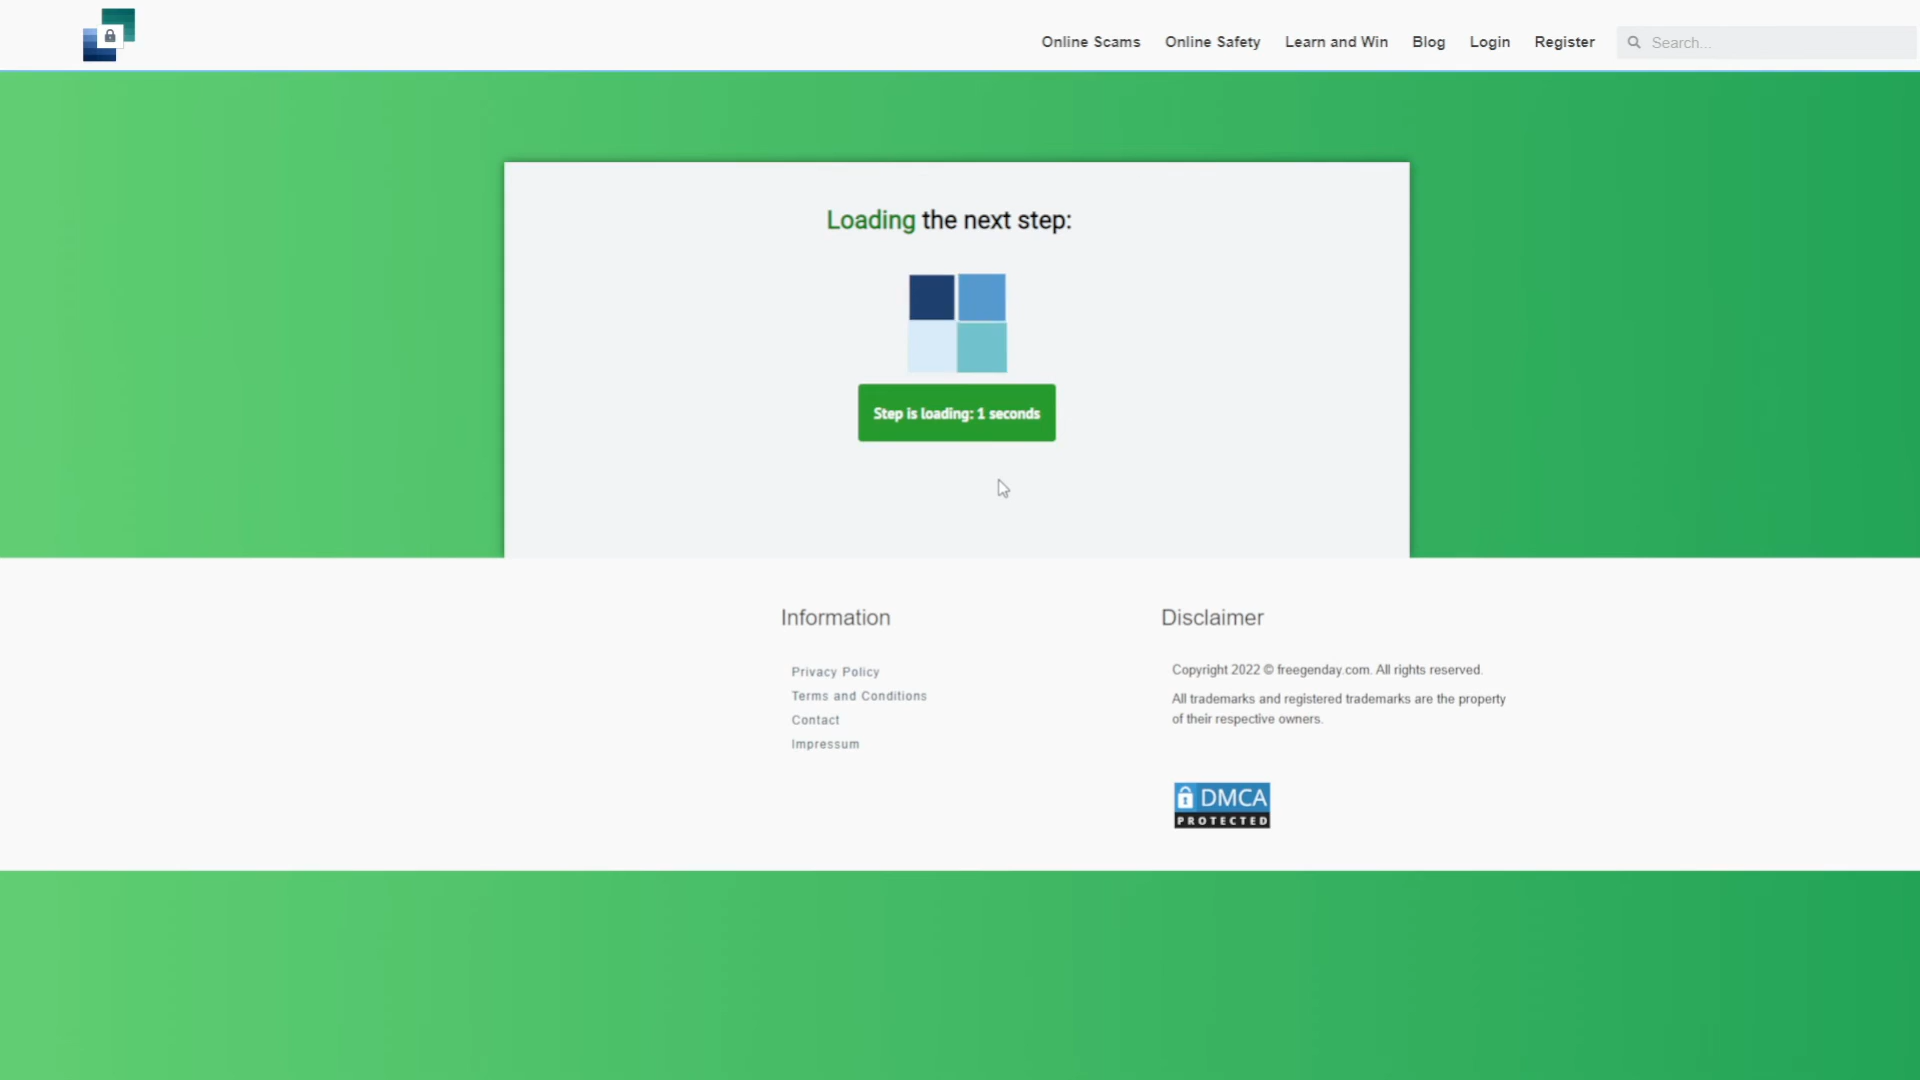 Online Scams
Online Safety
Learn and Win
Blog
Login
Register
Search...
Loading the next step:
Step is loading: 1 seconds
Information
Privacy Policy
Terms and Conditions
Contact
Impressum
Disclaimer
Copyright 2022 © freegenday.com. All rights reserved.
All trademarks and registered trademarks are the property
of their respective owners.
DMCA
PROTECTED